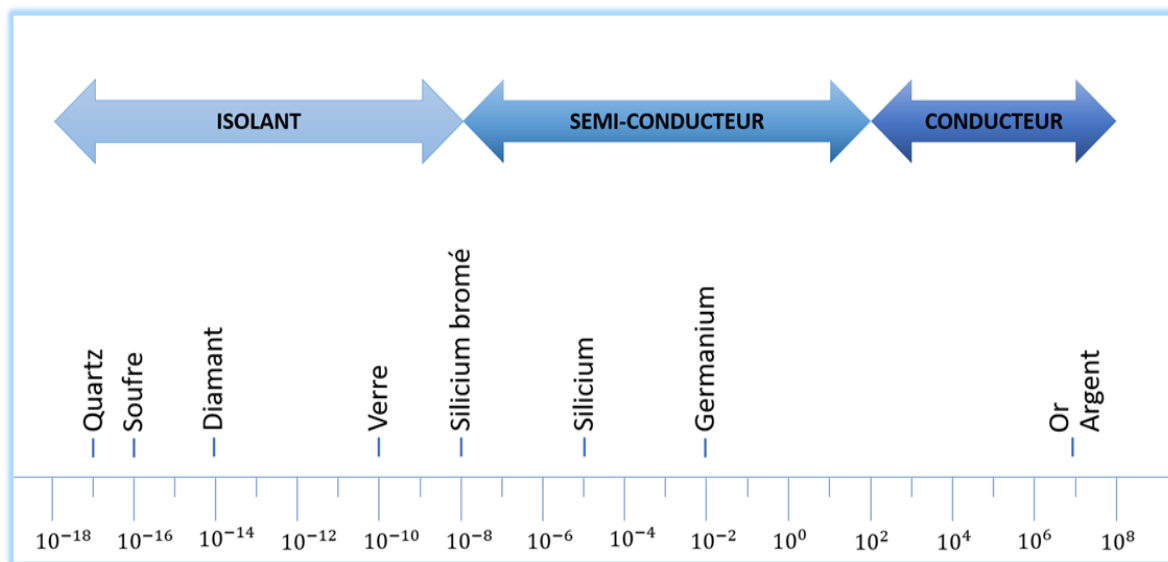 ISOLANT
SEMI-CONDUCTEUR
CONDUCTEUR
Quartz
Soufre
Diamant
Verre
Silicium bromé
Silicium
Germanium
Or
Argent
10⁻¹⁸
10⁻¹⁶
10⁻¹⁴
10⁻¹²
10⁻¹⁰
10⁻⁸
10⁻⁶
10⁻⁴
10⁻²
10⁰
10²
10⁴
10⁶
10⁸